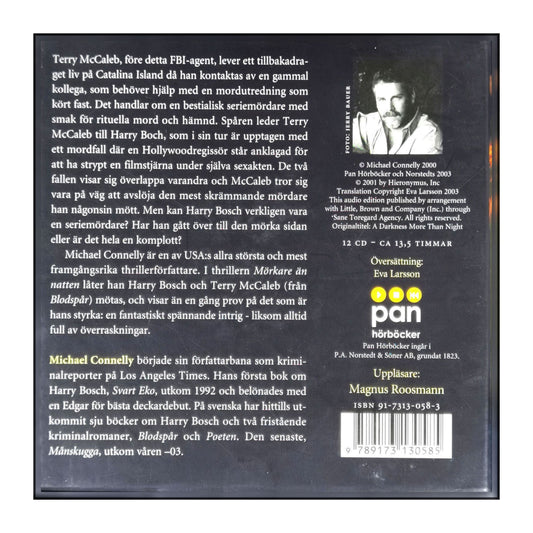 Terry McCaleb, före detta FBI-agent, lever ett tillbakadra-
get liv på Catalina Island då han kontaktas av en gammal
kollega, som behöver hjälp med en mordutredning som
kört fast. Det handlar om en bestialisk seriemördare med
smak för rituella mord och hämnd. Spåren leder Terry
McCaleb till Harry Boch, som i sin tur är upptagen med
ett mordfall där en Hollywoodregissör står anklagad för
att ha strypt en filmstjärna under själva sexakten. De två
fallen visar sig överlappa varandra och McCaleb tror sig
vara på väg att avslöja den mest skrämmande mördare
han någonsin mött. Men kan Harry Bosch verkligen vara
en seriemördare? Har han gått över till den mörka sidan
eller är det hela en komplott?
Michael Connelly är en av USA:s allra största och mest
framgångsrika thrillerförfattare. I thrillern Mörkare än
natten låter han Harry Bosch och Terry McCaleb (från
Blodspår) mötas, och visar än en gång prov på det som är
hans styrka: en fantastiskt spännande intrig - liksom alltid
full av överraskningar.
Michael Connelly började sin författarbana som krimi-
nalreporter på Los Angeles Times. Hans första bok om
Harry Bosch, Svart Eko, utkom 1992 och belönades med
en Edgar för bästa deckardebut. På svenska har hittills ut-
kommit sju böcker om Harry Bosch och två fristående
kriminalromaner, Blodspår och Poeten. Den senaste,
Månskugga, utkom våren –03.
FOTO: JERRY BAUER
© Michael Connelly 2000
Pan Hörböcker och Norstedts 2003
© 2001 by Hieronymus, Inc
Translation Copyright Eva Larsson 2003
This audio edition published by arrangement
with Little, Brown and Company (Inc.) through
'Sane Toregard Agency. All rights reserved.
Originaltitel: A Darkness More Than Night
12 CD – CA 13,5 TIMMAR
Översättning:
Eva Larsson
pan
hörböcker
Pan Hörböcker ingår i
P.A. Norstedt & Söner AB, grundat 1823.
Uppläsare:
Magnus Roosmann
ISBN 91-7313-058-3
9 789173 130585